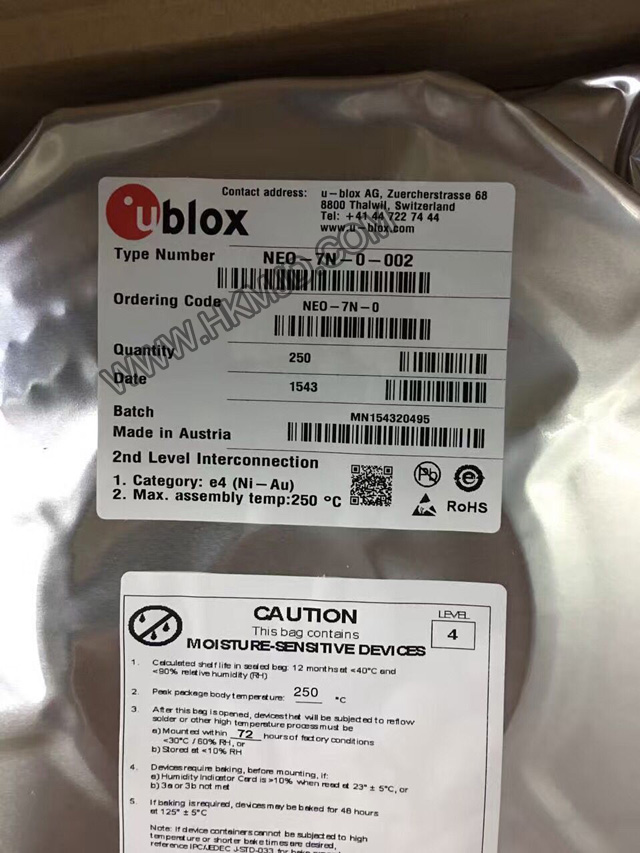 ublox
Contact address: u-blox AG, Zuercherstrasse 68
8800 Thalwil, Switzerland
Tel: +41 44 722 74 44
www.u-blox.com
Type Number NEO-7N-0-002
Ordering Code NEO-7N-0
Quantity 250
Date 1543
Batch MN154320495
Made in Austria
2nd Level Interconnection
1. Category: e4 (Ni-Au)
2. Max. assembly temp:250 °C
Pb e
RoHS
WWW.HKMJD.COM
CAUTION
This bag contains
MOISTURE-SENSITIVE DEVICES
LEVEL
4
1. Calculated shelf life in sealed bag: 12 months at <40°C and
<90% relative humidity (RH)
2. Peak package body temperature: 250 °C
3. After this bag is opened, devices that will be subjected to reflow
solder or other high temperature process must be
a) Mounted within 72 hours of factory conditions
<30°C / 60% RH, or
b) Stored at <10% RH
4. Devices require baking, before mounting, if:
a) Humidity Indicator Card is >10% when read at 23° ± 5°C, or
b) 3a or 3b not met
5. If baking is required, devices may be baked for 48 hours
at 125° ± 5°C
Note: If device containers cannot be subjected to high
temperature or shorter bake times are desired,
reference IPC/JEDEC J-STD-033 for bake